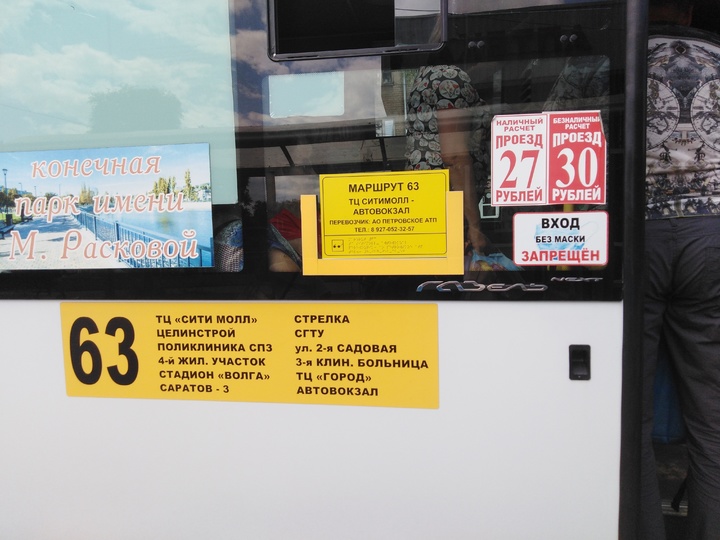 конечная
парк имени
М. Расковой
МАРШРУТ 63
ТЦ СИТИМОЛЛ -
АВТОВОКЗАЛ
ПЕРЕВОЗЧИК: АО ПЕТРОВСКОЕ АТП
ТЕЛ.: 8 927-052-32-57
НАЛИЧНЫЙ
РАСЧЕТ
ПРОЕЗД
27
РУБЛЕЙ
БЕЗНАЛИЧНЫЙ
РАСЧЕТ
ПРОЕЗД
30
РУБЛЕЙ
ВХОД
БЕЗ МАСКИ
ЗАПРЕЩЁН
ГАЗель NEXT
63
ТЦ «СИТИ МОЛЛ»
ЦЕЛИНСТРОЙ
ПОЛИКЛИНИКА СПЗ
4-й ЖИЛ. УЧАСТОК
СТАДИОН «ВОЛГА»
САРАТОВ - 3
СТРЕЛКА
СГТУ
ул. 2-я САДОВАЯ
3-я КЛИН. БОЛЬНИЦА
ТЦ «ГОРОД»
АВТОВОКЗАЛ